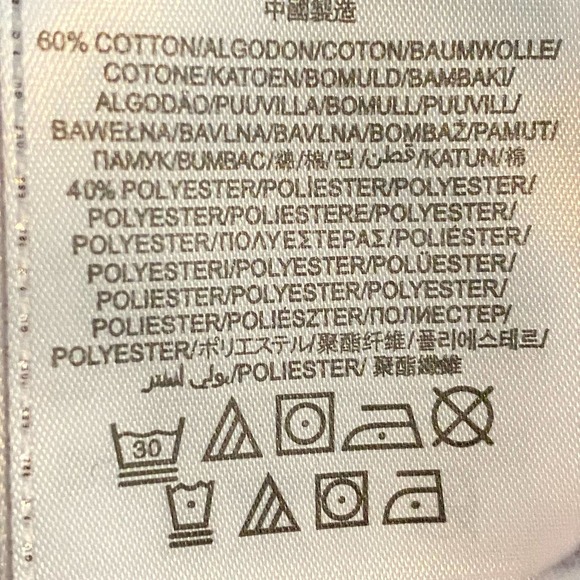 中國製造
60% COTTON/ALGODON/COTON/BAUMWOLLE/
COTONE/KATOEN/BOMULD/BAMBAKI/
ALGODÃO/PUUVILLA/BOMULL/PUUVILL/
BAWEŁNA/BAVLNA/BAVLNA/BOMBAŽ/PAMUT/
ПАМУК/BUMBAC/綿/棉/면/قطن/KATUN/棉
40% POLYESTER/POLİESTER/POLYESTER/
POLYESTER/POLIESTERE/POLYESTER/
POLYESTER/ΠΟΛΥΕΣΤΕΡΑΣ/POLIÉSTER/
POLYESTERI/POLYESTER/POLÜESTER/
POLIESTER/POLYESTER/POLYESTER/
POLIESTER/POLIÉSZTER/ПОЛИЕСТЕР/
POLYESTER/ポリエステル/聚酯纤维/폴리에스테르/
بولي استر/POLIESTER/ 聚酯纖維
30